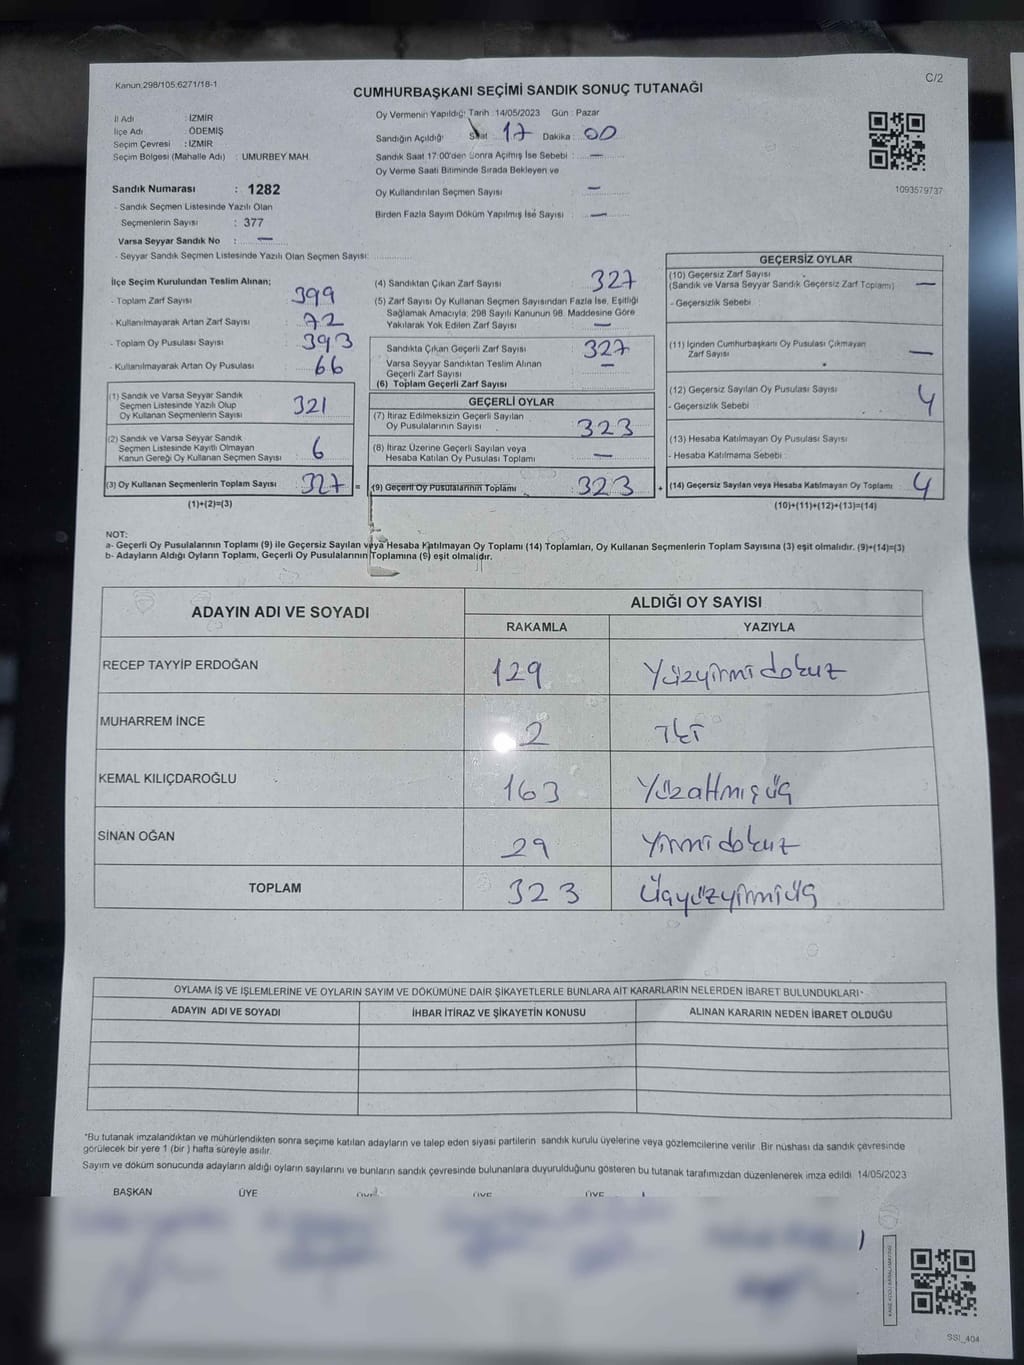 Kanun 298/105 6271/18-1
C/2
CUMHURBAŞKANI SEÇİMİ SANDIK SONUÇ TUTANAĞI
İl Adı : İZMİR
İlçe Adı : ÖDEMİŞ
Seçim Çevresi : İZMİR
Seçim Bölgesi (Mahalle Adı) : UMURBEY MAH.
Oy Vermenin Yapıldığı Tarih 14/05/2023 Gün : Pazar
Sandığın Açıldığı Saat 17 Dakika : 00
Sandık Saat 17:00'den Sonra Açılmış İse Sebebi : —
Oy Verme Saati Bitiminde Sırada Bekleyen ve
Oy Kullandırılan Seçmen Sayısı —
Birden Fazla Sayım Döküm Yapılmış İse Sayısı —
1093579737
Sandık Numarası : 1282
- Sandık Seçmen Listesinde Yazılı Olan
Seçmenlerin Sayısı : 377
Varsa Seyyar Sandık No : —
- Seyyar Sandık Seçmen Listesinde Yazılı Olan Seçmen Sayısı:
İlçe Seçim Kurulundan Teslim Alınan;
- Toplam Zarf Sayısı 399
- Kullanılmayarak Artan Zarf Sayısı 72
- Toplam Oy Pusulası Sayısı 393
- Kullanılmayarak Artan Oy Pusulası 66
(1) Sandık ve Varsa Seyyar Sandık
Seçmen Listesinde Yazılı Olup
Oy Kullanan Seçmenlerin Sayısı 321
(2) Sandık ve Varsa Seyyar Sandık
Seçmen Listesinde Kayıtlı Olmayan
Kanun Gereği Oy Kullanan Seçmen Sayısı 6
(3) Oy Kullanan Seçmenlerin Toplam Sayısı 327 =
(1)+(2)=(3)
(4) Sandıktan Çıkan Zarf Sayısı 327
(5) Zarf Sayısı Oy Kullanan Seçmen Sayısından Fazla İse, Eşitliği
Sağlamak Amacıyla, 298 Sayılı Kanunun 98. Maddesine Göre
Yakılarak Yok Edilen Zarf Sayısı —
Sandıkta Çıkan Geçerli Zarf Sayısı 327
Varsa Seyyar Sandıktan Teslim Alınan
Geçerli Zarf Sayısı —
(6) Toplam Geçerli Zarf Sayısı
GEÇERLİ OYLAR
(7) İtiraz Edilmeksizin Geçerli Sayılan
Oy Pusulalarının Sayısı 323
(8) İtiraz Üzerine Geçerli Sayılan veya
Hesaba Katılan Oy Pusulası Toplamı —
(9) Geçerli Oy Pusulalarının Toplamı 323 +
GEÇERSİZ OYLAR
(10) Geçersiz Zarf Sayısı
(Sandık ve Varsa Seyyar Sandık Geçersiz Zarf Toplamı) —
- Geçersizlik Sebebi
(11) İçinden Cumhurbaşkanı Oy Pusulası Çıkmayan
Zarf Sayısı —
(12) Geçersiz Sayılan Oy Pusulası Sayısı 4
- Geçersizlik Sebebi
(13) Hesaba Katılmayan Oy Pusulası Sayısı
- Hesaba Katılmama Sebebi
(14) Geçersiz Sayılan veya Hesaba Katılmayan Oy Toplamı 4
(10)+(11)+(12)+(13)=(14)
NOT:
a- Geçerli Oy Pusulalarının Toplamı (9) ile Geçersiz Sayılan veya Hesaba Katılmayan Oy Toplamı (14) Toplamları, Oy Kullanan Seçmenlerin Toplam Sayısına (3) eşit olmalıdır. (9)+(14)=(3)
b- Adayların Aldığı Oyların Toplamı, Geçerli Oy Pusulalarının Toplamına (9) eşit olmalıdır.
ADAYIN ADI VE SOYADI
ALDIĞI OY SAYISI
RAKAMLA YAZIYLA
RECEP TAYYİP ERDOĞAN 129 Yüzyirmidokuz
MUHARREM İNCE 2 İki
KEMAL KILIÇDAROĞLU 163 Yüzaltmışüç
SİNAN OĞAN 29 Yirmidokuz
TOPLAM 323 Üçyüzyirmiüç
OYLAMA İŞ VE İŞLEMLERİNE VE OYLARIN SAYIM VE DÖKÜMÜNE DAİR ŞİKAYETLERLE BUNLARA AİT KARARLARIN NELERDEN İBARET BULUNDUKLARI
ADAYIN ADI VE SOYADI İHBAR İTİRAZ VE ŞİKAYETİN KONUSU ALINAN KARARIN NEDEN İBARET OLDUĞU
*Bu tutanak imzalandıktan ve mühürlendikten sonra seçime katılan adayların ve talep eden siyasi partilerin sandık kurulu üyelerine veya gözlemcilerine verilir. Bir nüshası da sandık çevresinde
görülecek bir yere 1 (bir) hafta süreyle asılır.
Sayım ve döküm sonucunda adayların aldığı oyların sayılarını ve bunların sandık çevresinde bulunanlara duyurulduğunu gösteren bu tutanak tarafımızdan düzenlenerek imza edildi 14/05/2023
BAŞKAN ÜYE ÜYE ÜYE ÜYE
SSI_404